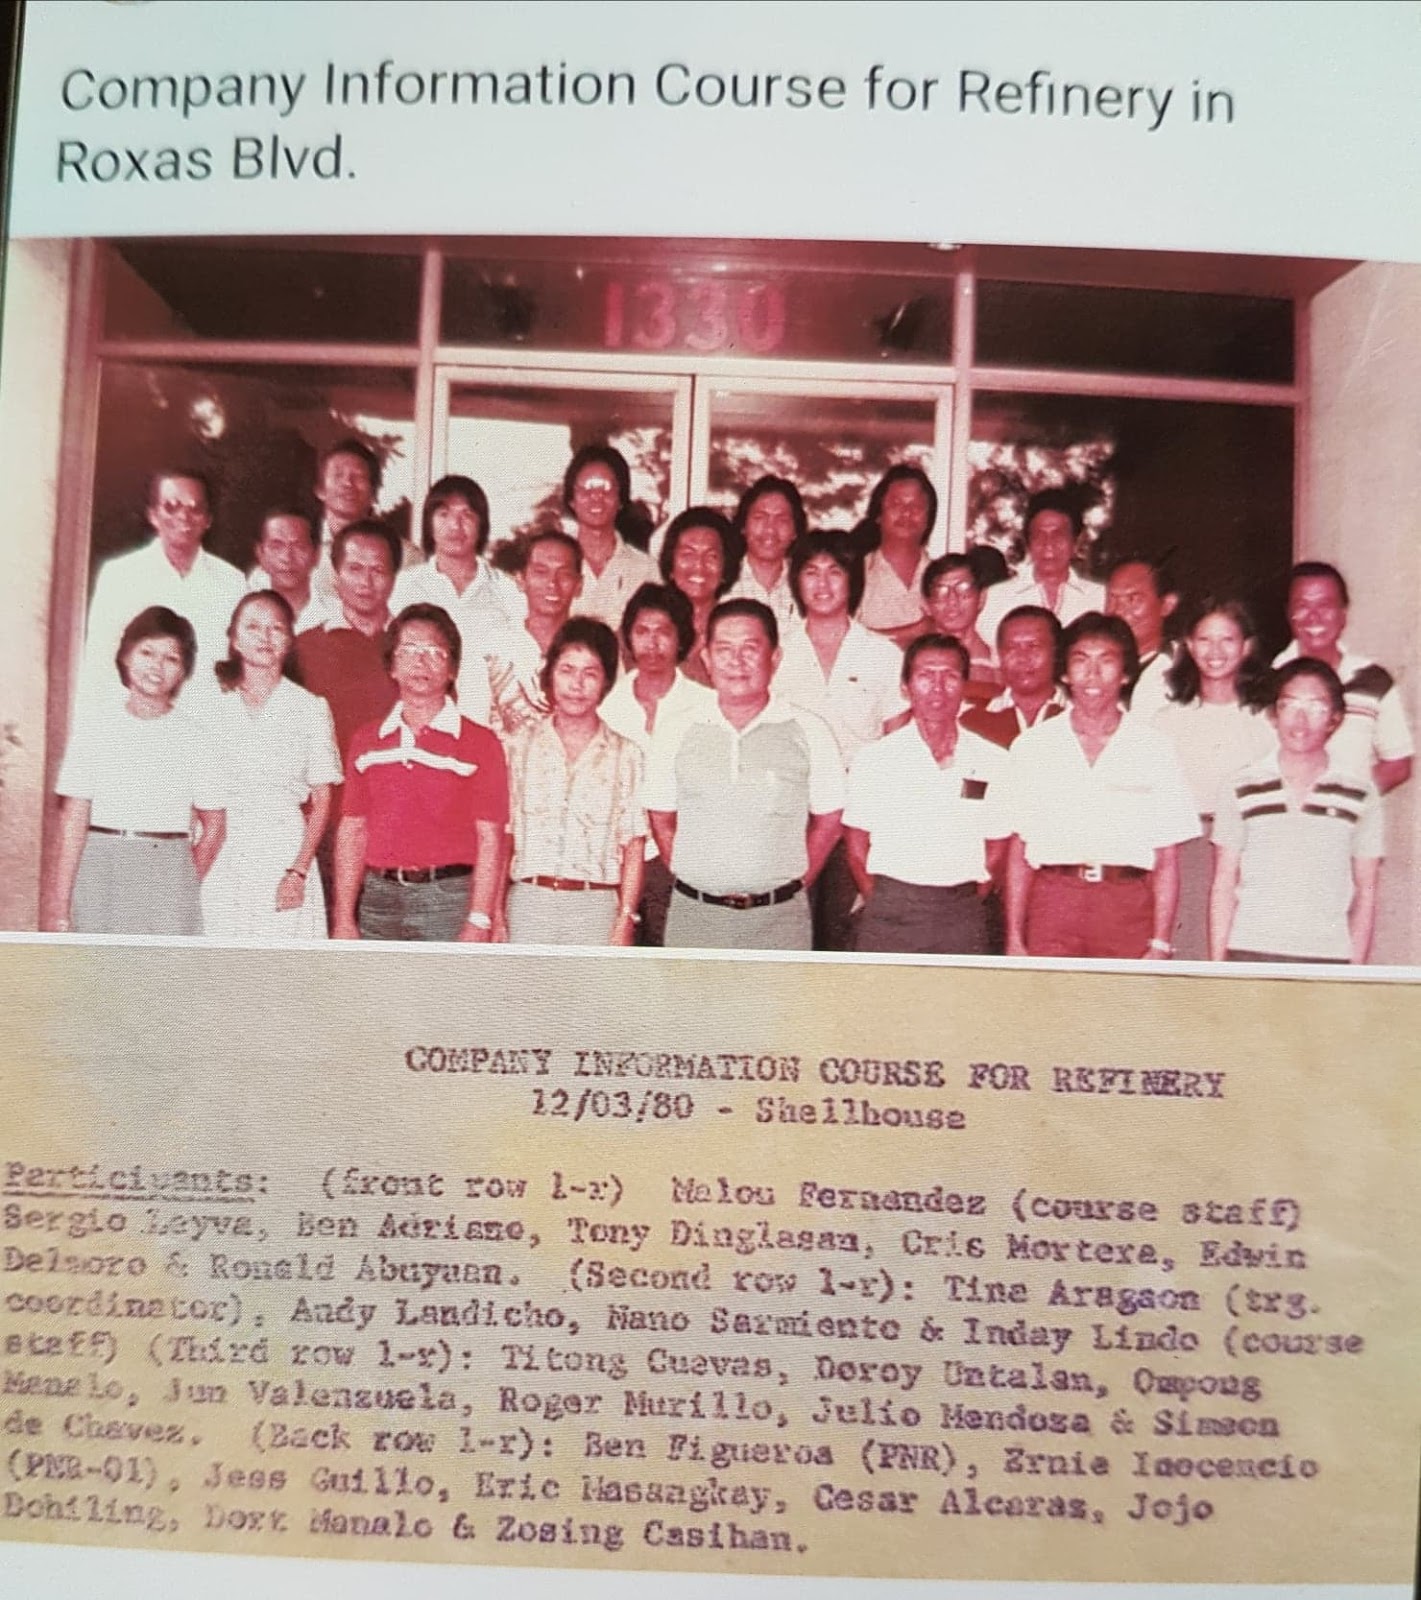 Company Information Course for Refinery in
Roxas Blvd.
1330
COMPANY INFORMATION COURSE FOR REFINERY
12/03/80 - Shellhouse
Participants: (front row l-r) Malou Fernandez (course staff)
Sergio Leyva, Ben Adriano, Tony Dinglasan, Cris Mortera, Edwin
& Ronald Abuyuan. (Second row l-r): Tina Aragaon (trg.
coordinator), Andy Landicho, Nano Sarmiento & Inday Lindo (course
staff) (Third row l-r): Titong Cuevas, Doroy Untalan, Ompong
Manalo, Jun Valenzuela, Roger Murillo, Julio Mendoza & Simeon
de Chavez. (Back row l-r): Ben Figueroa (PNR), Ernie Inocencio
(PNR-01), Jess Guillo, Eric Masangkay, Cesar Alcaras, Jojo
Dohiling, Manalo & Zosing Casihan.